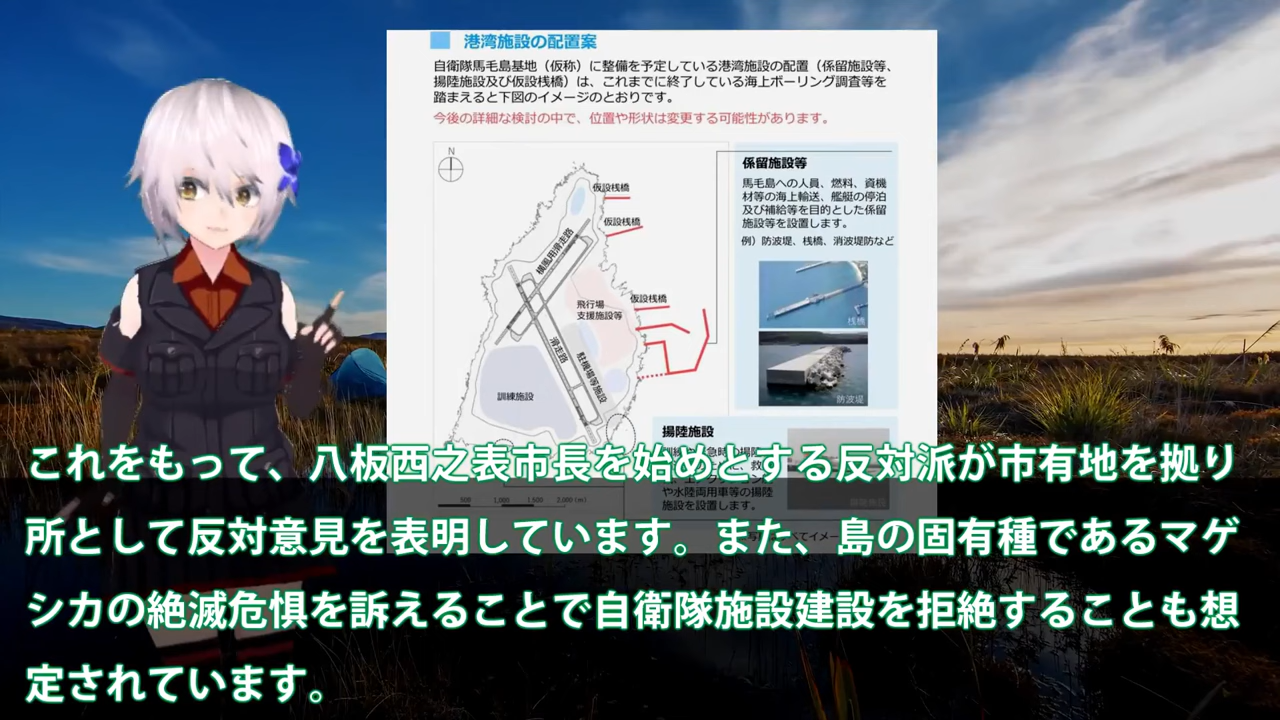 港湾施設の配置案
自衛隊馬毛島基地（仮称）に整備を予定している港湾施設の配置（係留施設等、
揚陸施設及び仮設桟橋）は、これまでに終了している海上ボーリング調査等を
踏まえると下図のイメージのとおりです。
今後の詳細な検討の中で、位置や形状は変更する可能性があります。
N
仮設桟橋
仮設桟橋
横風用滑走路
飛行場
支援施設等
仮設桟橋
滑走路
駐機場等施設
訓練施設
係留施設等
馬毛島への人員、燃料、資機
材等の海上輸送、艦艇の停泊
及び補給等を目的とした係留
施設等を設置します。
例）防波堤、桟橋、消波堤防など
桟橋
防波堤
揚陸施設
や水陸両用車等の揚陸
施設を設置します。
500 1,000 1,500 2,000 (m)
これをもって、八板西之表市長を始めとする反対派が市有地を拠り
所として反対意見を表明しています。また、島の固有種であるマゲ
シカの絶滅危惧を訴えることで自衛隊施設建設を拒絶することも想
定されています。